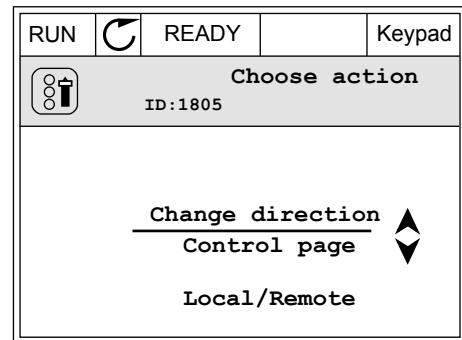 RUN READY Keypad
Choose action
ID:1805
Change direction
Control page
Local/Remote